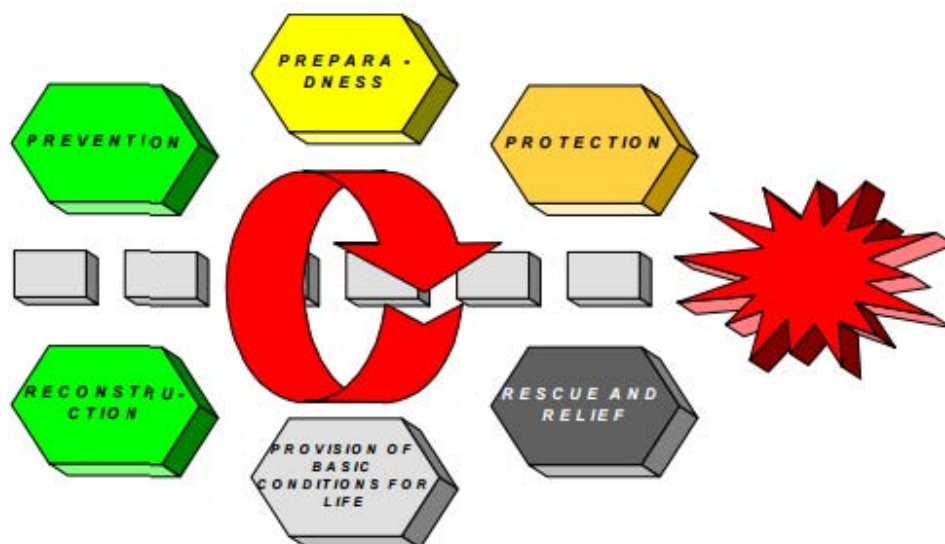 PREPARA -
DNESS
PREVENTION
PROTECTION
RECONSTRU-
CTION
RESCUE AND
RELIEF
PROVISION OF
BASIC
CONDITIONS FOR
LIFE